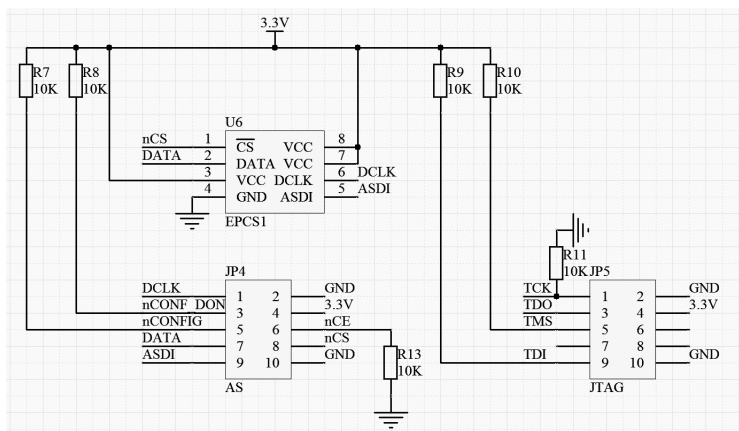 3.3V
R7
10K
R8
10K
R9
10K
R10
10K
U6
nCS 1 CS VCC 8
DATA 2 DATA VCC 7
3 VCC DCLK 6 DCLK
4 GND ASDI 5 ASDI
EPCS1
R11
10K
JP4
DCLK 1 2 GND
nCONF_DON 3 4 3.3V
nCONFIG 5 6 nCE
DATA 7 8 nCS
ASDI 9 10 GND
AS
R13
10K
JP5
TCK 1 2 GND
TDO 3 4 3.3V
TMS 5 6
7 8
TDI 9 10 GND
JTAG